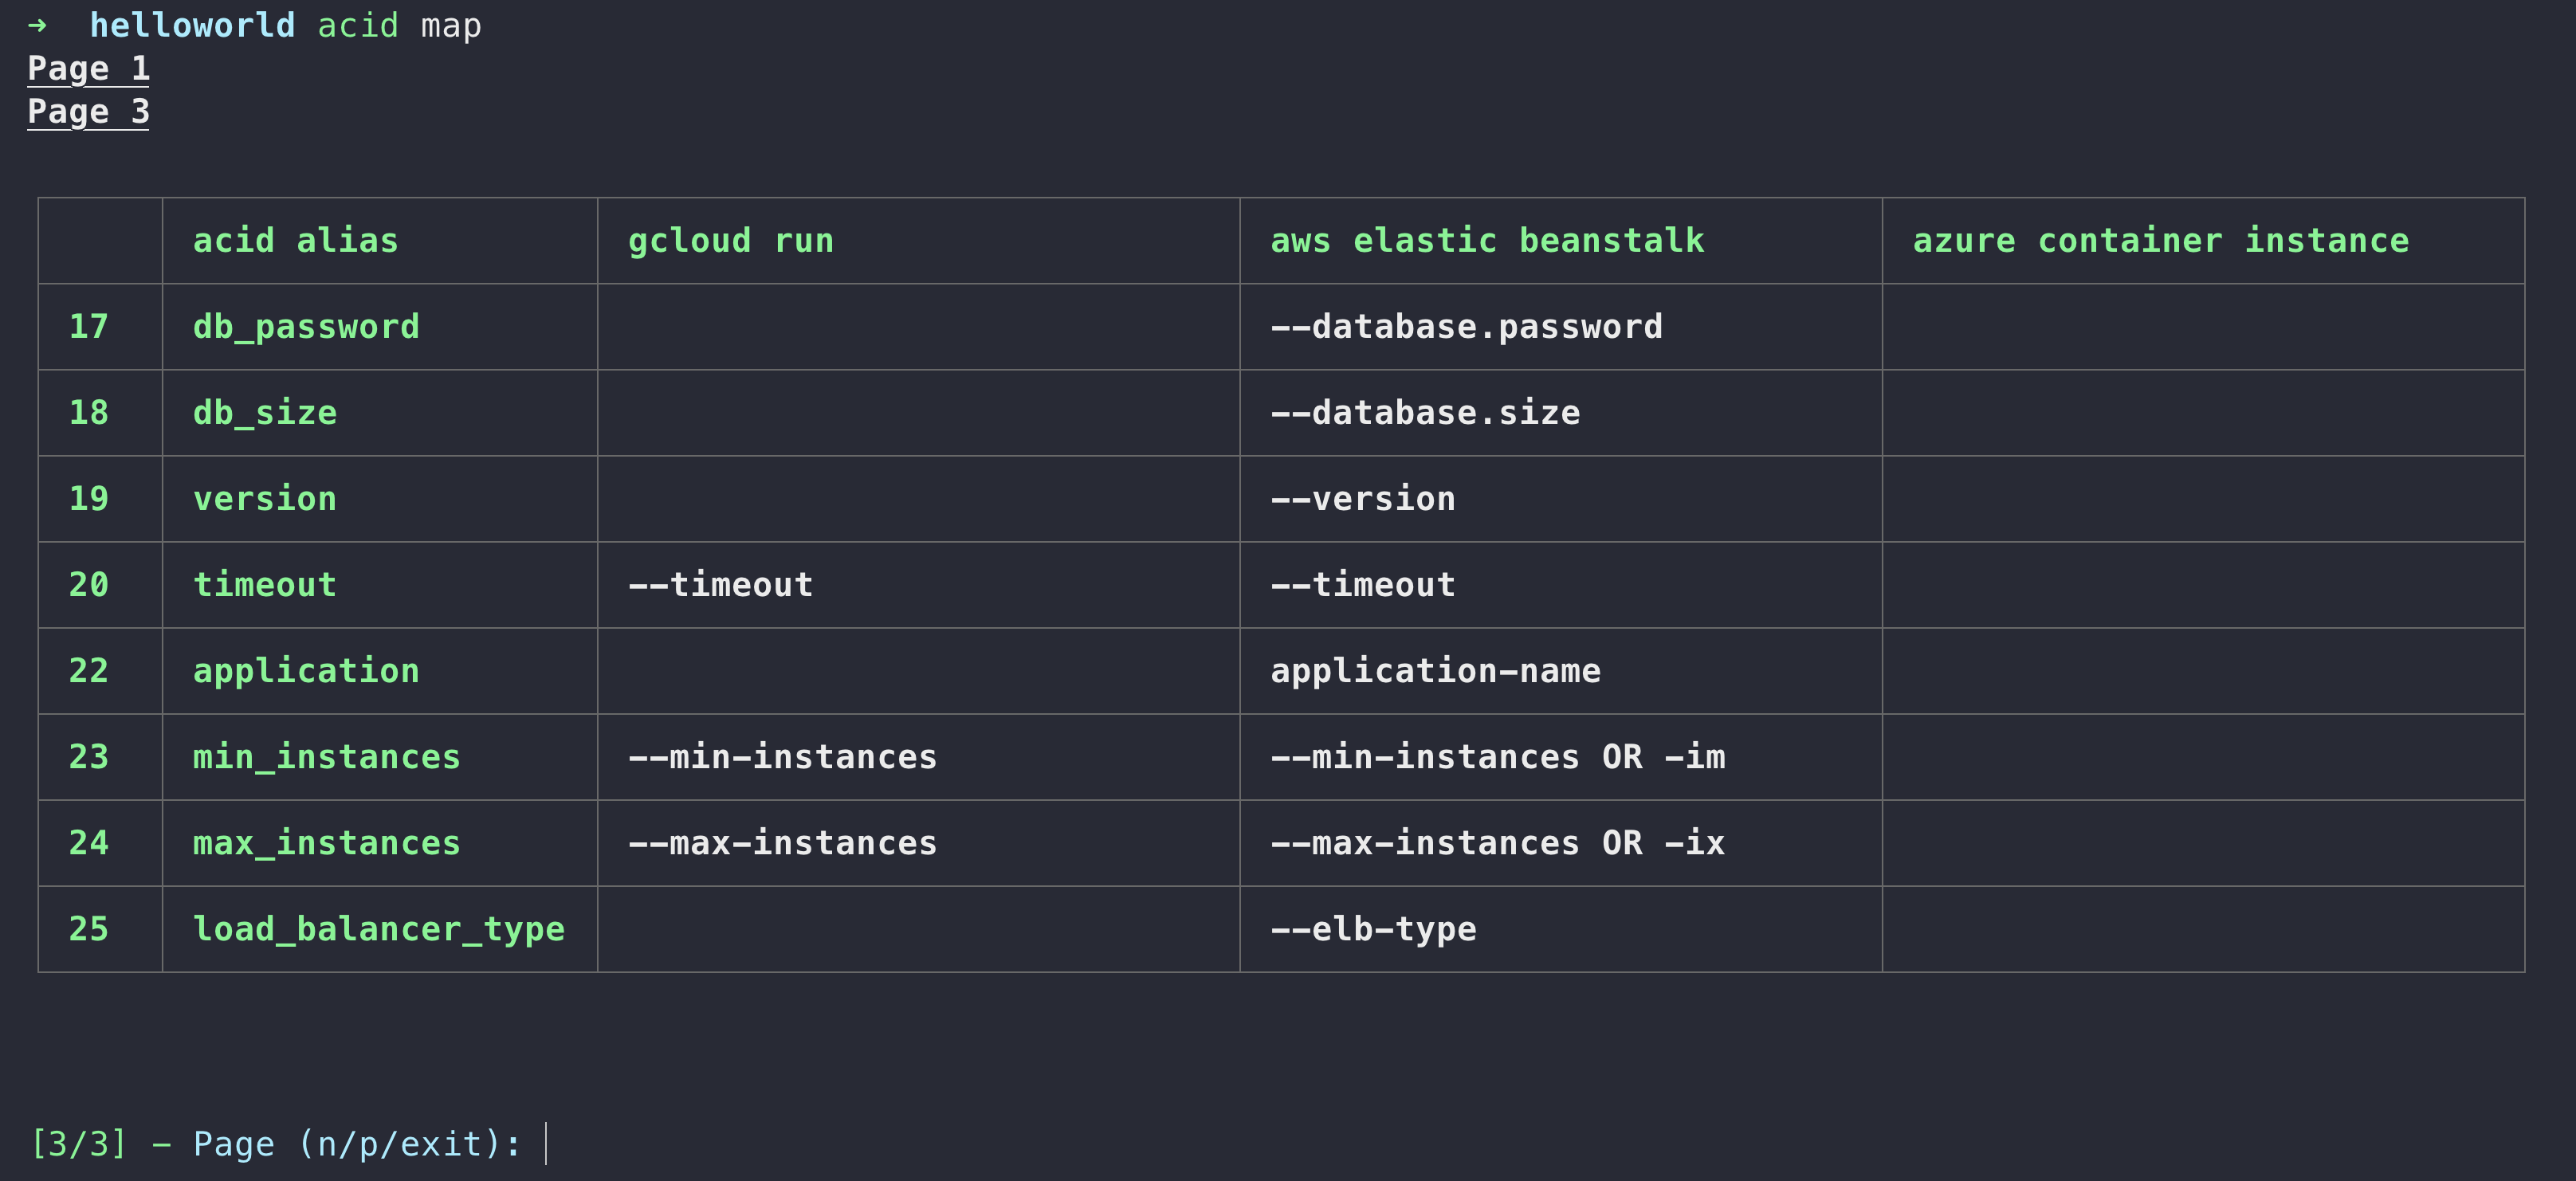 ➜  helloworld acid map
Page 1
Page 3
acid alias gcloud run aws elastic beanstalk azure container instance
17 db_password --database.password
18 db_size --database.size
19 version --version
20 timeout --timeout --timeout
22 application application-name
23 min_instances --min-instances --min-instances OR -im
24 max_instances --max-instances --max-instances OR -ix
25 load_balancer_type --elb-type
[3/3] - Page (n/p/exit):